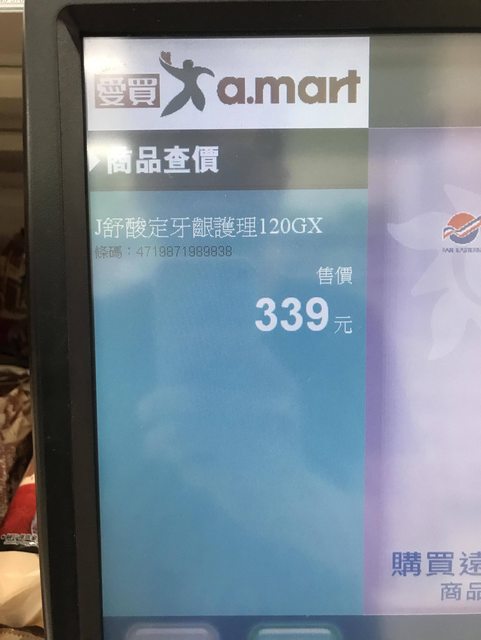 愛買 a.mart
商品查價
J舒酸定牙齦護理120GX
條碼：4719871989838
售價
339元
購買遠
商品